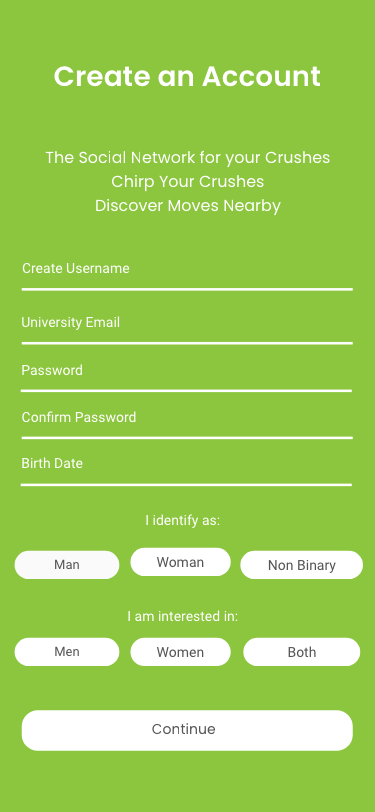 Create an Account
The Social Network for your Crushes
Chirp Your Crushes
Discover Moves Nearby
Create Username
University Email
Password
Confirm Password
Birth Date
I identify as:
Man Woman Non Binary
I am interested in:
Men Women Both
Continue